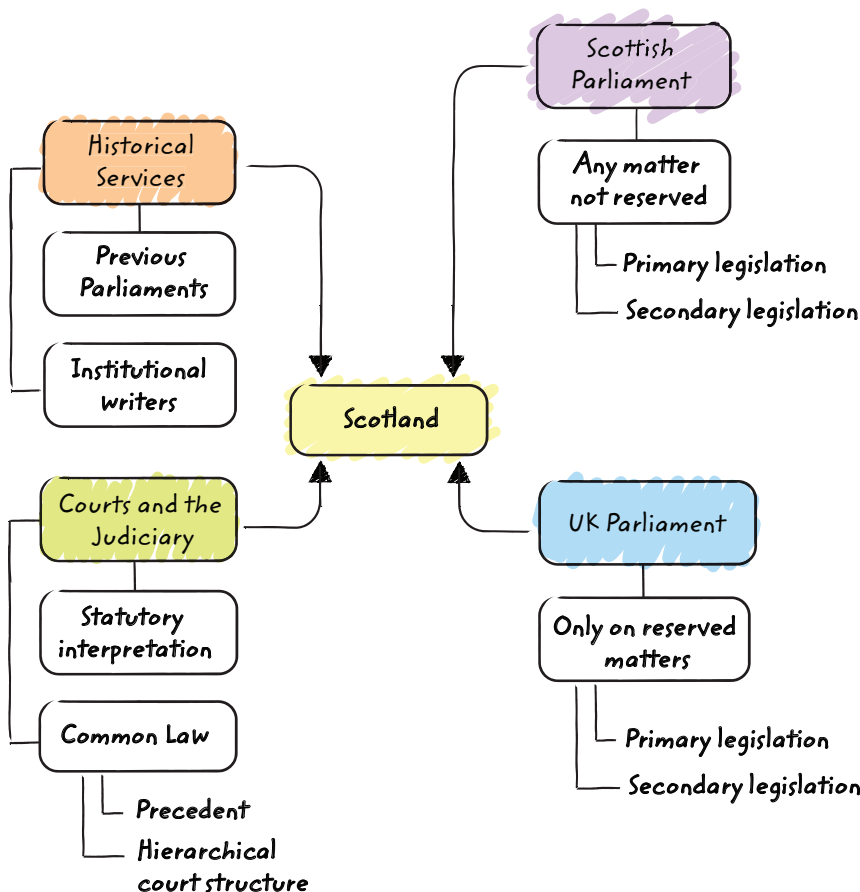 Scottish
Parliament
Any matter
not reserved
Primary legislation
Secondary legislation
Historical
Services
Previous
Parliaments
Institutional
writers
Scotland
Courts and the
Judiciary
Statutory
interpretation
Common Law
Precedent
Hierarchical
court structure
UK Parliament
Only on reserved
matters
Primary legislation
Secondary legislation